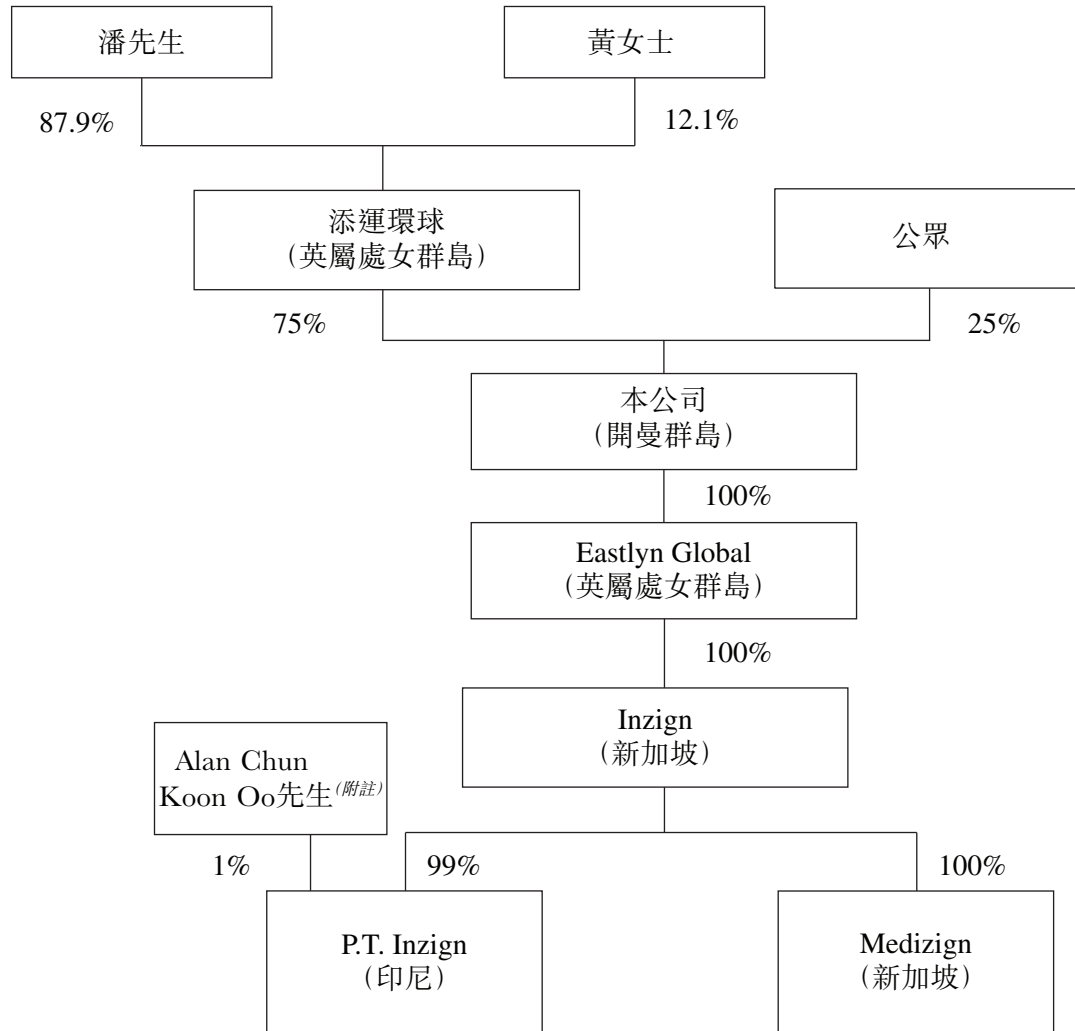 潘先生
黃女士
87.9%
12.1%
添運環球
（英屬處女群島）
公眾
75%
25%
本公司
（開曼群島）
100%
Eastlyn Global
（英屬處女群島）
100%
Inzign
（新加坡）
Alan Chun
Koon Oo先生(附註)
1%
99%
100%
P.T. Inzign
（印尼）
Medizign
（新加坡）